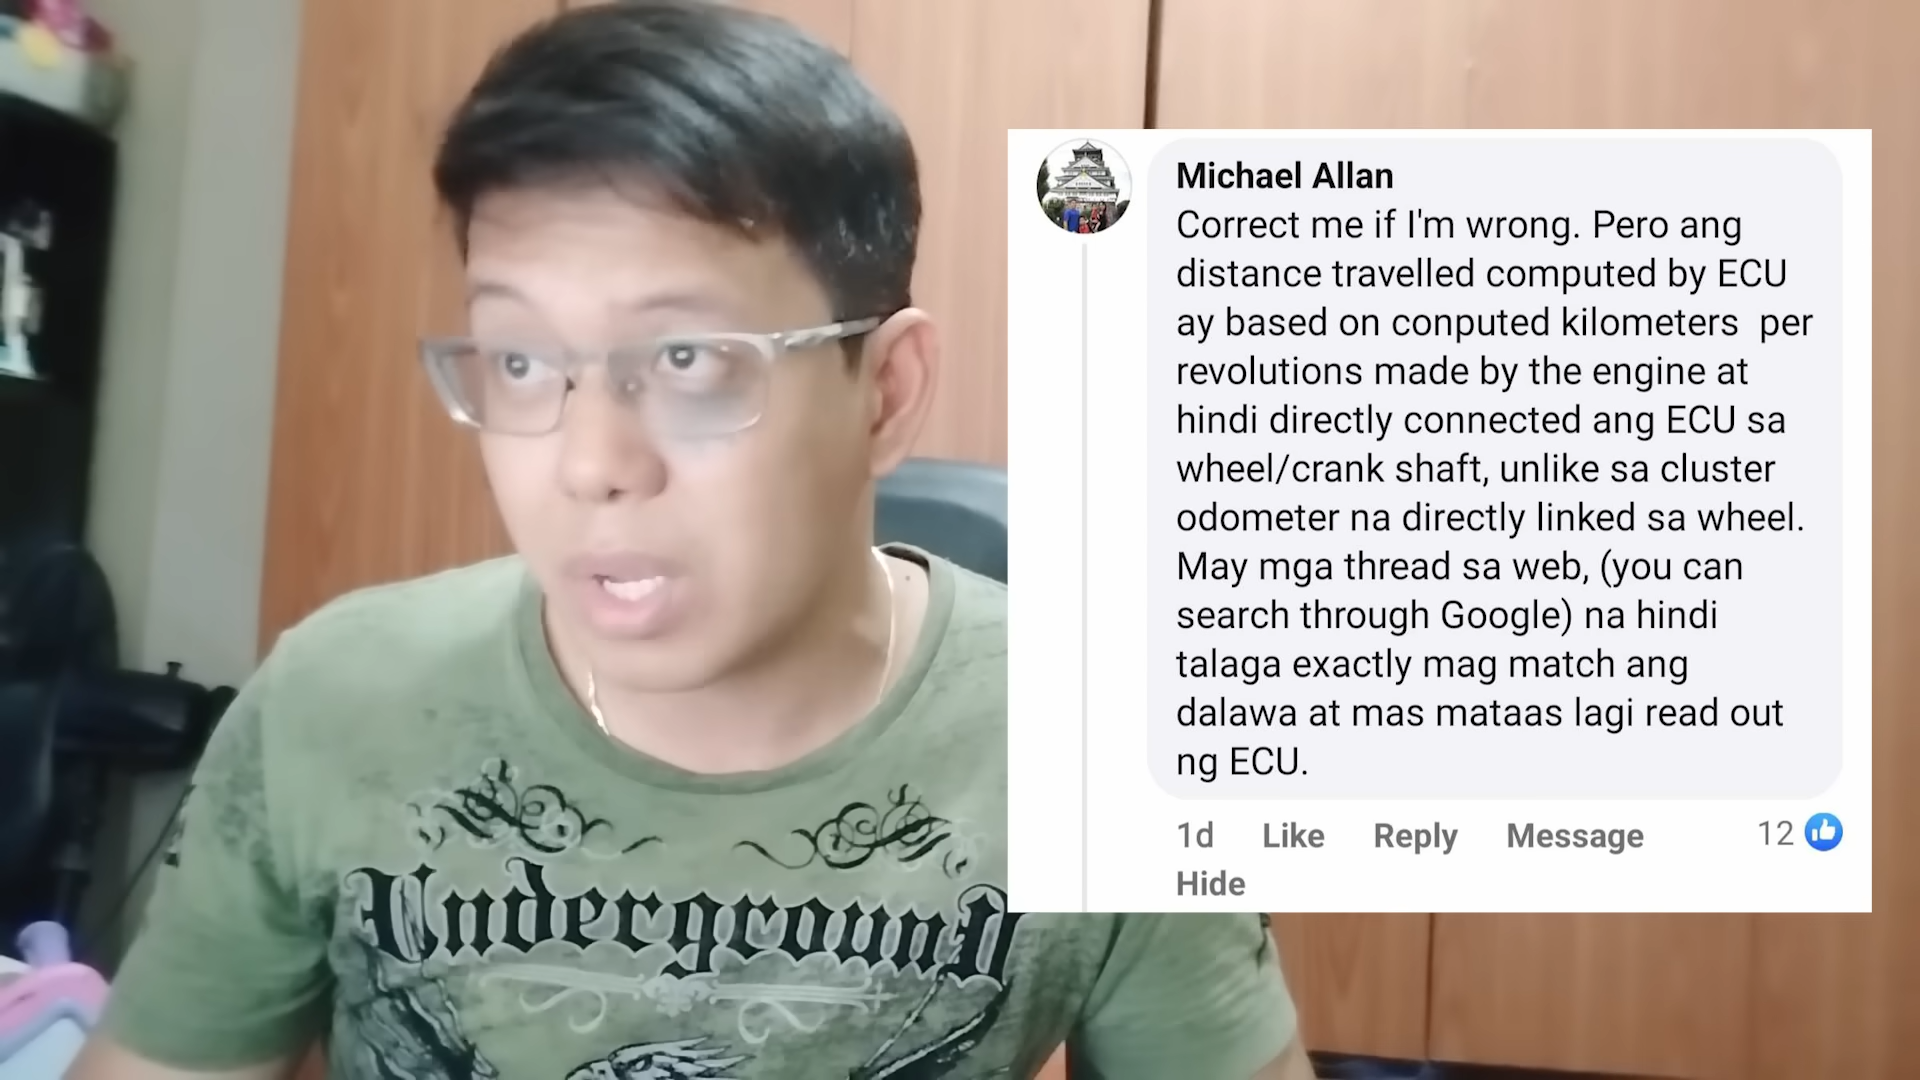 Michael Allan
Correct me if I'm wrong. Pero ang
distance travelled computed by ECU
ay based on conputed kilometers  per
revolutions made by the engine at
hindi directly connected ang ECU sa
wheel/crank shaft, unlike sa cluster
odometer na directly linked sa wheel.
May mga thread sa web, (you can
search through Google) na hindi
talaga exactly mag match ang
dalawa at mas mataas lagi read out
ng ECU.
1d Like Reply Message 12
Hide
Underground